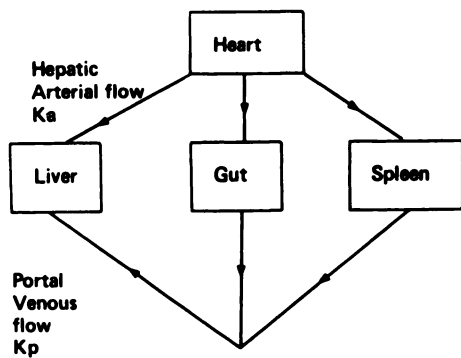 Heart
Hepatic
Arterial flow
Ka
Liver
Gut
Spleen
Portal
Venous
flow
Kp